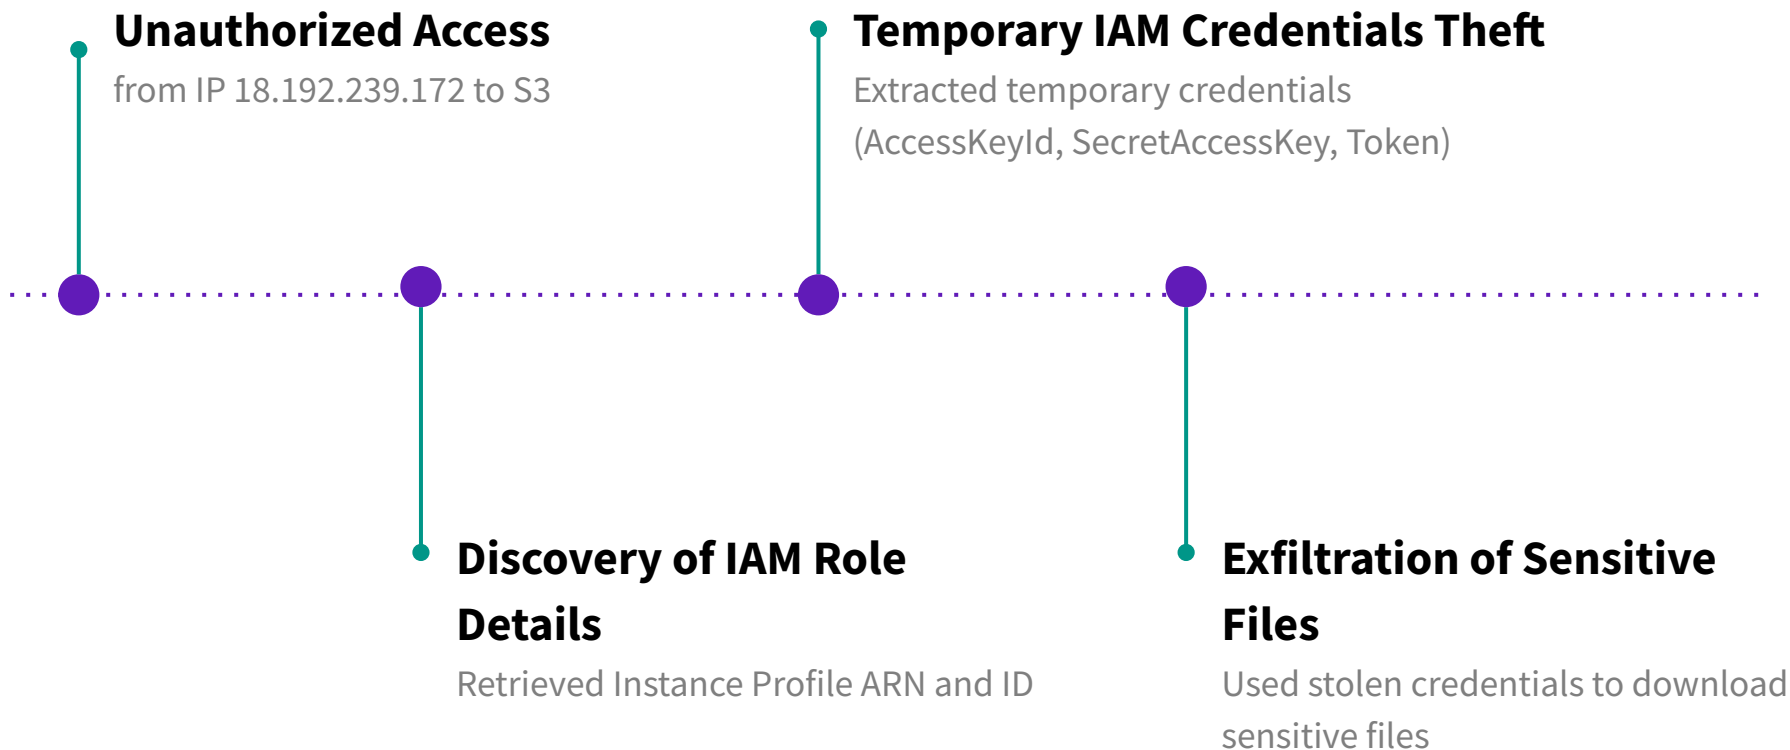 Unauthorized Access
from IP 18.192.239.172 to S3
Temporary IAM Credentials Theft
Extracted temporary credentials
(AccessKeyId, SecretAccessKey, Token)
Discovery of IAM Role
Details
Retrieved Instance Profile ARN and ID
Exfiltration of Sensitive
Files
Used stolen credentials to download
sensitive files